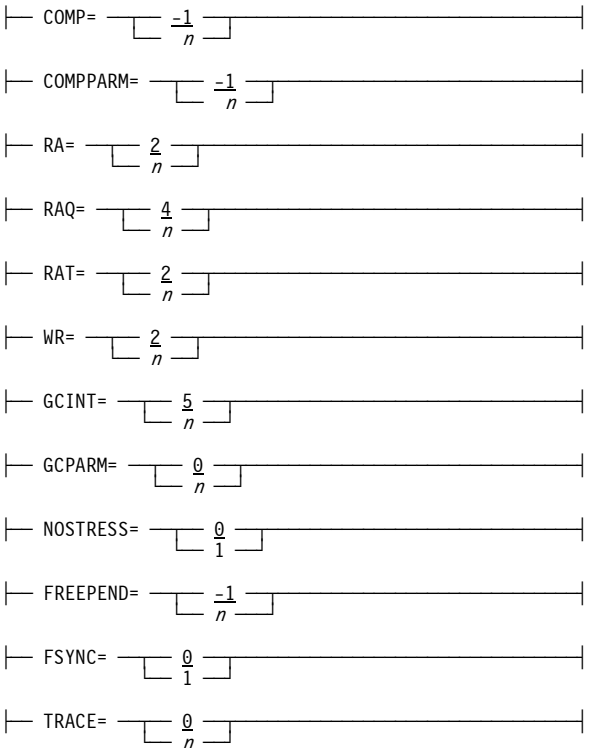 COMP= -1
n
COMPPARM= -1
n
RA= 2
n
RAQ= 4
n
RAT= 2
n
WR= 2
n
GCINT= 5
n
GCPARM= 0
n
NOSTRESS= 0
1
FREEPEND= -1
n
FSYNC= 0
1
TRACE= 0
n